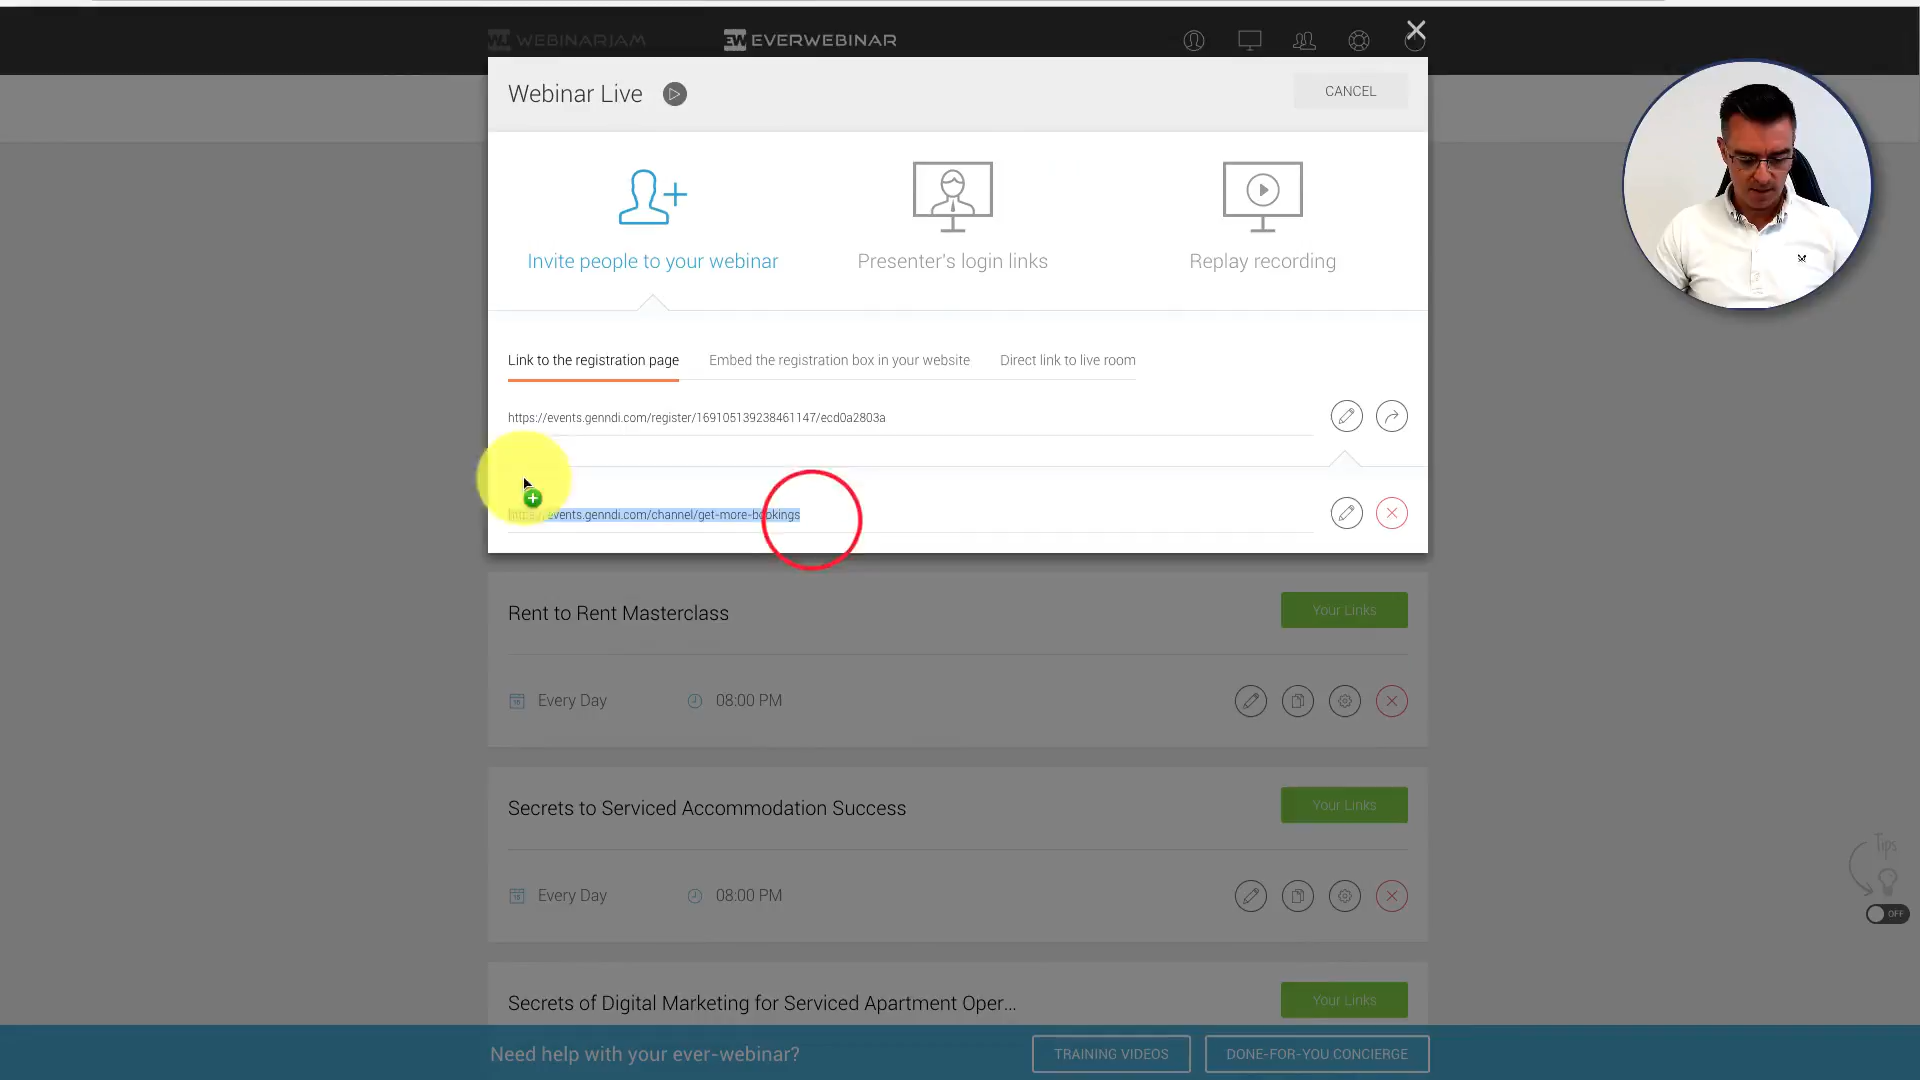 WEBINARJAM
EW EVERWEBINAR
Webinar Live
CANCEL
Invite people to your webinar
Presenter's login links
Replay recording
Link to the registration page
Embed the registration box in your website
Direct link to live room
https://events.genndi.com/register/169105139238461147/ecd0a2803a
https://events.genndi.com/channel/get-more-bookings
Rent to Rent Masterclass
Your Links
Every Day
08:00 PM
Secrets to Serviced Accommodation Success
Your Links
Every Day
08:00 PM
Tips
OFF
Secrets of Digital Marketing for Serviced Apartment Oper...
Your Links
Need help with your ever-webinar?
TRAINING VIDEOS
DONE-FOR-YOU CONCIERGE